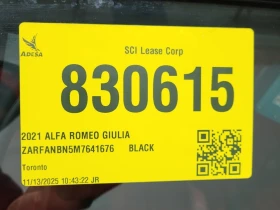 ADESA
SCI Lease Corp
830615
2021 ALFA ROMEO GIULIA
ZARFANBN5M7641676 BLACK
Toronto
11/13/2025 10:43:22 JR